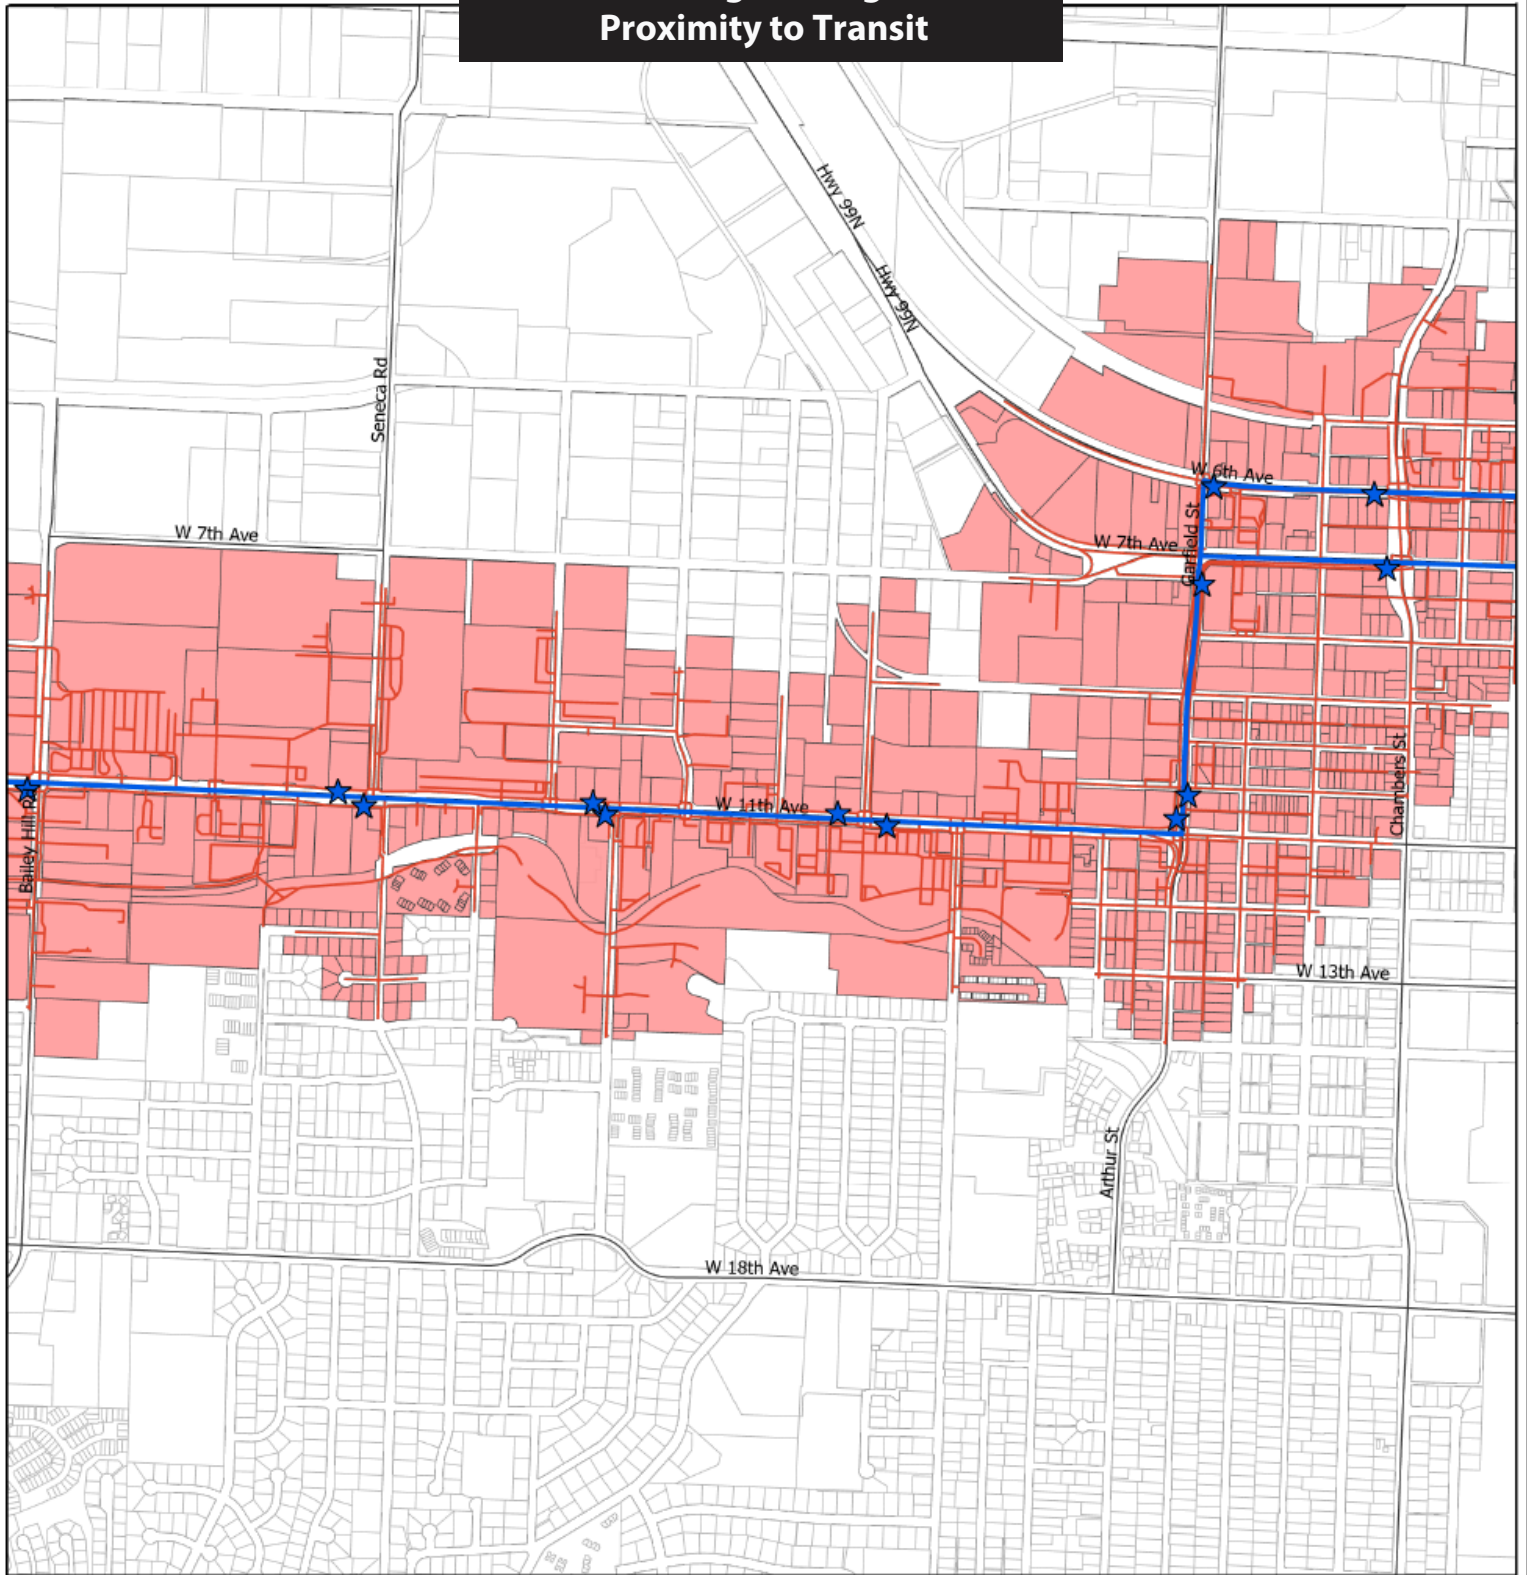 Proximity to Transit
Hwy 99N
Hwy 99N
Seneca Rd
W 6th Ave
W 7th Ave
W 7th Ave
Garfield St
W 11th Ave
Chambers St
Bailey Hill Rd
W 13th Ave
Arthur St
W 18th Ave